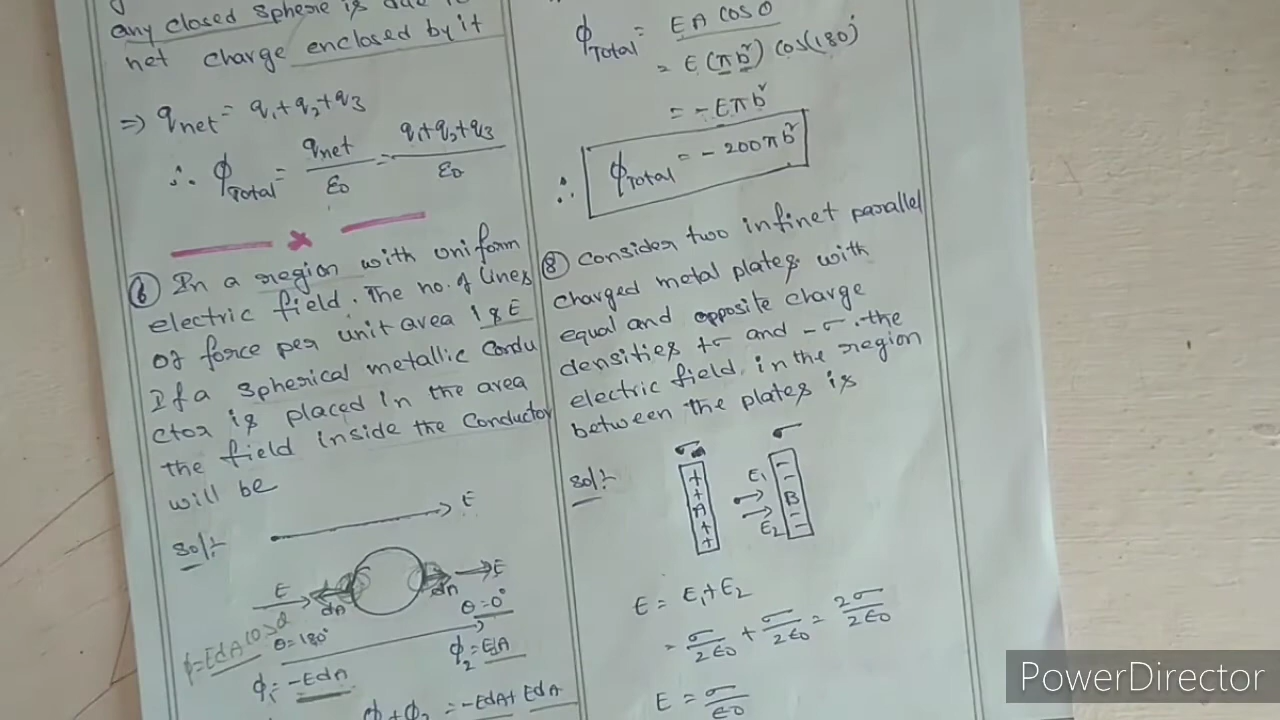 any closed sphere is due
net charge enclosed by it
⇒ qnet = q₁+q₂+q₃
∴ ϕTotal = qnet/ε0 = q₁+q₂+q₃/ε0
x
⑥ In a region with uniform
electric field. The no. of lines
of force per unit area is E
If a spherical metallic condu
ctor is placed in the area
the field inside the conductor
will be
Sol:-
E
E
dA
dA
E
θ=180°
θ=0°
ϕ=EdA cosθ
ϕ₁=-EdA
ϕ₂=EdA
ϕ₁+ϕ₂ = -EdA+EdA
ϕTotal = EA cosθ
= E(πb²) cos(180°)
= -Eπb²
∴ ϕTotal = -200πb²
⑧ Consider two infinet parallel
charged metal plates with
equal and opposite charge
densities +σ and -σ. the
electric field in the region
between the plates is
Sol:-
σ
σ
+ + A + +
E₁
E₂
- - B - -
E = E₁+E₂
= σ/2ε0 + σ/2ε0 = 2σ/2ε0
E = σ/ε0
PowerDirector